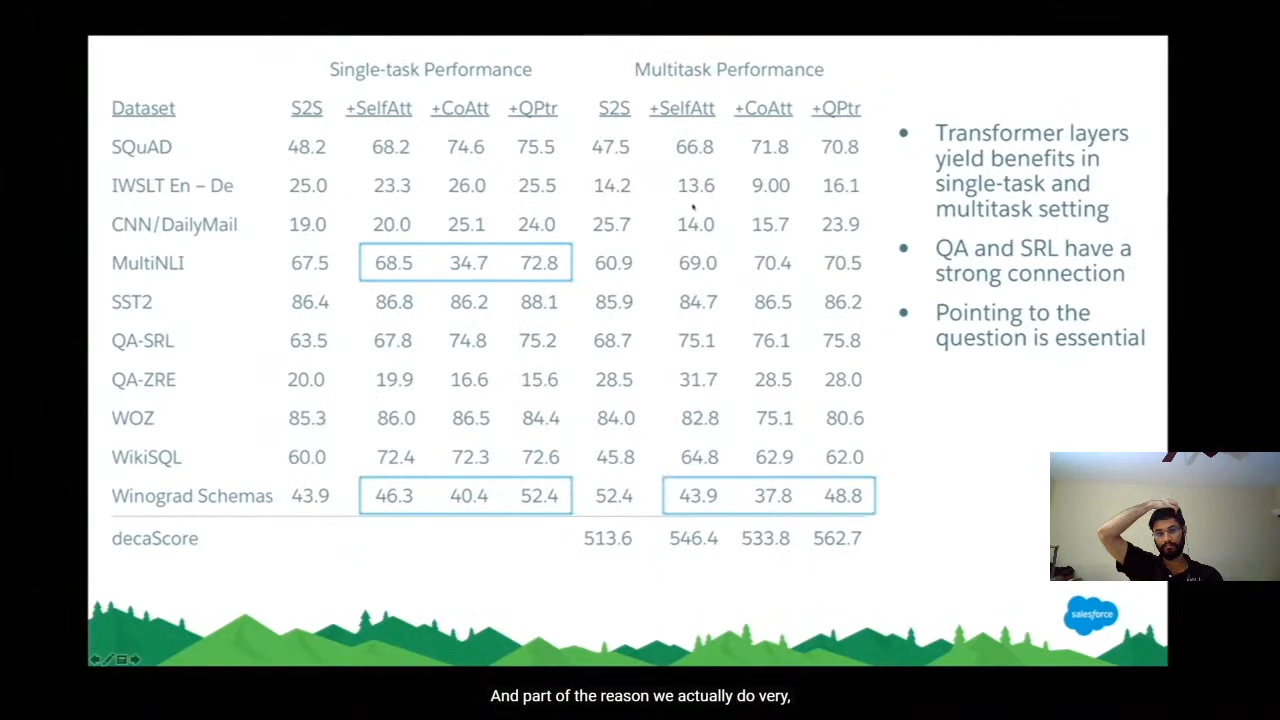 Single-task Performance Multitask Performance
Dataset S2S +SelfAtt +CoAtt +QPtr S2S +SelfAtt +CoAtt +QPtr
SQuAD 48.2 68.2 74.6 75.5 47.5 66.8 71.8 70.8
IWSLT En – De 25.0 23.3 26.0 25.5 14.2 13.6 9.00 16.1
CNN/DailyMail 19.0 20.0 25.1 24.0 25.7 14.0 15.7 23.9
MultiNLI 67.5 68.5 34.7 72.8 60.9 69.0 70.4 70.5
SST2 86.4 86.8 86.2 88.1 85.9 84.7 86.5 86.2
QA-SRL 63.5 67.8 74.8 75.2 68.7 75.1 76.1 75.8
QA-ZRE 20.0 19.9 16.6 15.6 28.5 31.7 28.5 28.0
WOZ 85.3 86.0 86.5 84.4 84.0 82.8 75.1 80.6
WikiSQL 60.0 72.4 72.3 72.6 45.8 64.8 62.9 62.0
Winograd Schemas 43.9 46.3 40.4 52.4 52.4 43.9 37.8 48.8
decaScore 513.6 546.4 533.8 562.7
• Transformer layers
yield benefits in
single-task and
multitask setting
• QA and SRL have a
strong connection
• Pointing to the
question is essential
salesforce
And part of the reason we actually do very,